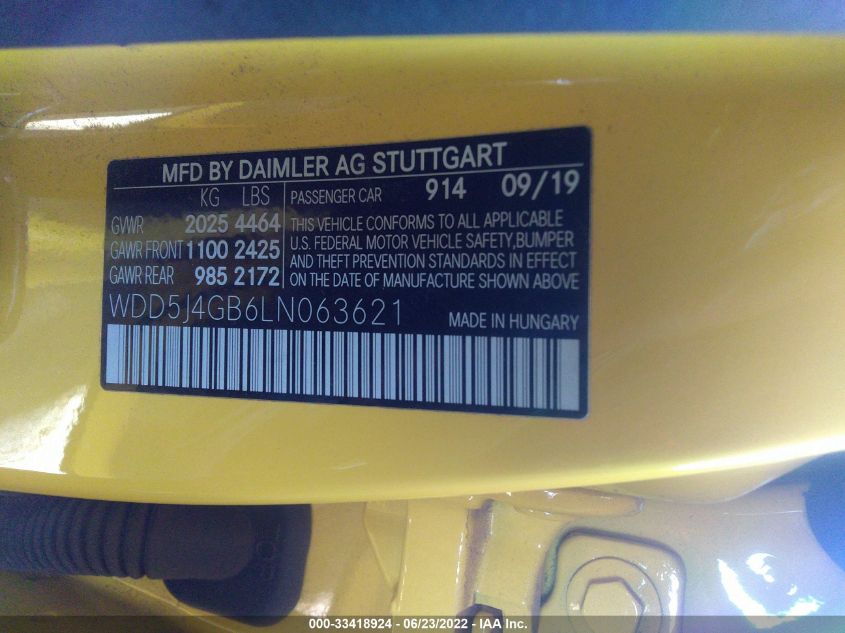 MFD BY DAIMLER AG STUTTGART
KG LBS
GVWR 2025 4464
GAWR FRONT 1100 2425
GAWR REAR 985 2172
PASSENGER CAR 914 09/19
THIS VEHICLE CONFORMS TO ALL APPLICABLE
U.S. FEDERAL MOTOR VEHICLE SAFETY,BUMPER
AND THEFT PREVENTION STANDARDS IN EFFECT
ON THE DATE OF MANUFACTURE SHOWN ABOVE
WDD5J4GB6LN063621
MADE IN HUNGARY
000-33418924 - 06/23/2022 - IAA Inc.